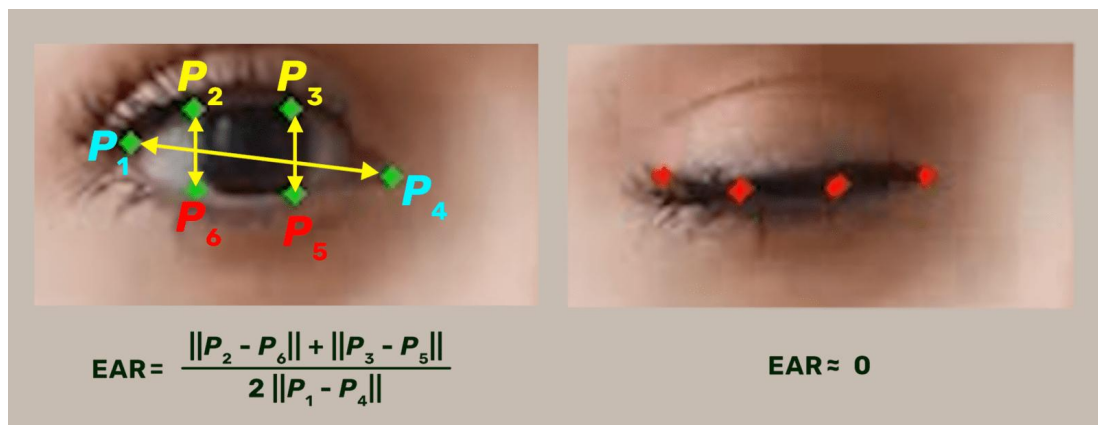 P₂ P₃
P₁
P₄
P₆ P₅
EAR = ||P₂ - P₆|| + ||P₃ - P₅||
2 ||P₁ - P₄||
EAR ≈ 0